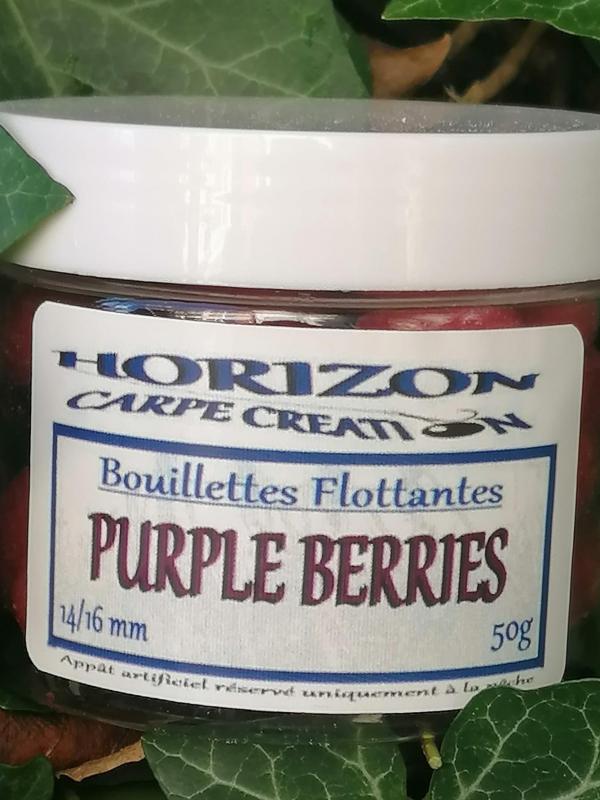 HORIZON
CARPE CREATION
Bouillettes Flottantes
PURPLE BERRIES
14/16 mm
50g
Appât artificiel réservé uniquement à la pêche